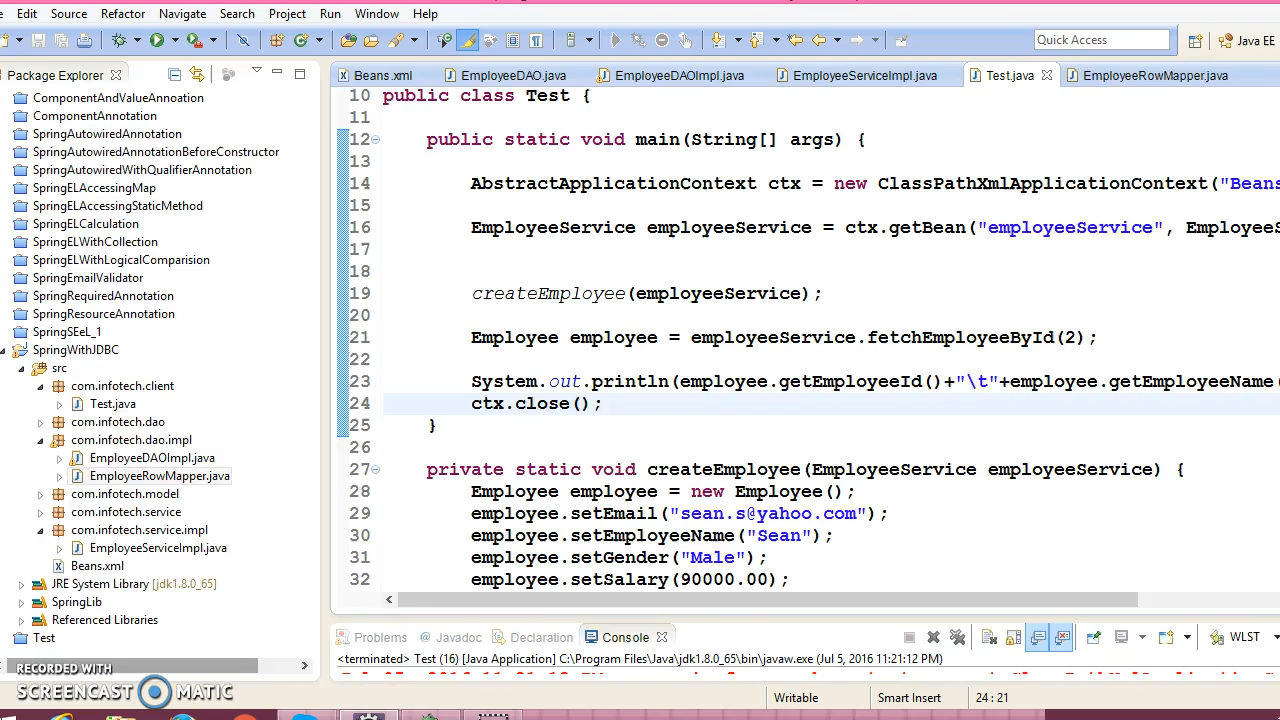 Edit Source Refactor Navigate Search Project Run Window Help
Quick Access
Java EE
Package Explorer
ComponentAndValueAnnoation
ComponentAnnotation
SpringAutowiredAnnotation
SpringAutowiredAnnotationBeforeConstructor
SpringAutowiredWithQualifierAnnotation
SpringELAccessingMap
SpringELAccessingStaticMethod
SpringELCalculation
SpringELWithCollection
SpringELWithLogicalComparision
SpringEmailValidator
SpringRequiredAnnotation
SpringResourceAnnotation
SpringSEeL_1
SpringWithJDBC
src
com.infotech.client
Test.java
com.infotech.dao
com.infotech.dao.impl
EmployeeDAOImpl.java
EmployeeRowMapper.java
com.infotech.model
com.infotech.service
com.infotech.service.impl
EmployeeServiceImpl.java
Beans.xml
JRE System Library [jdk1.8.0_65]
SpringLib
Referenced Libraries
Test
Beans.xml EmployeeDAO.java EmployeeDAOImpl.java EmployeeServiceImpl.java Test.java EmployeeRowMapper.java
10 public class Test {
11
12 public static void main(String[] args) {
13
14 AbstractApplicationContext ctx = new ClassPathXmlApplicationContext("Beans
15
16 EmployeeService employeeService = ctx.getBean("employeeService", EmployeeS
17
18
19 createEmployee(employeeService);
20
21 Employee employee = employeeService.fetchEmployeeById(2);
22
23 System.out.println(employee.getEmployeeId()+"\t"+employee.getEmployeeName(
24 ctx.close();
25 }
26
27 private static void createEmployee(EmployeeService employeeService) {
28 Employee employee = new Employee();
29 employee.setEmail("sean.s@yahoo.com");
30 employee.setEmployeeName("Sean");
31 employee.setGender("Male");
32 employee.setSalary(90000.00);
Problems @ Javadoc Declaration Console
WLST
<terminated> Test (16) [Java Application] C:\Program Files\Java\jdk1.8.0_65\bin\javaw.exe (Jul 5, 2016 11:21:12 PM)
Writable Smart Insert 24 : 21
RECORDED WITH
SCREENCAST MATIC